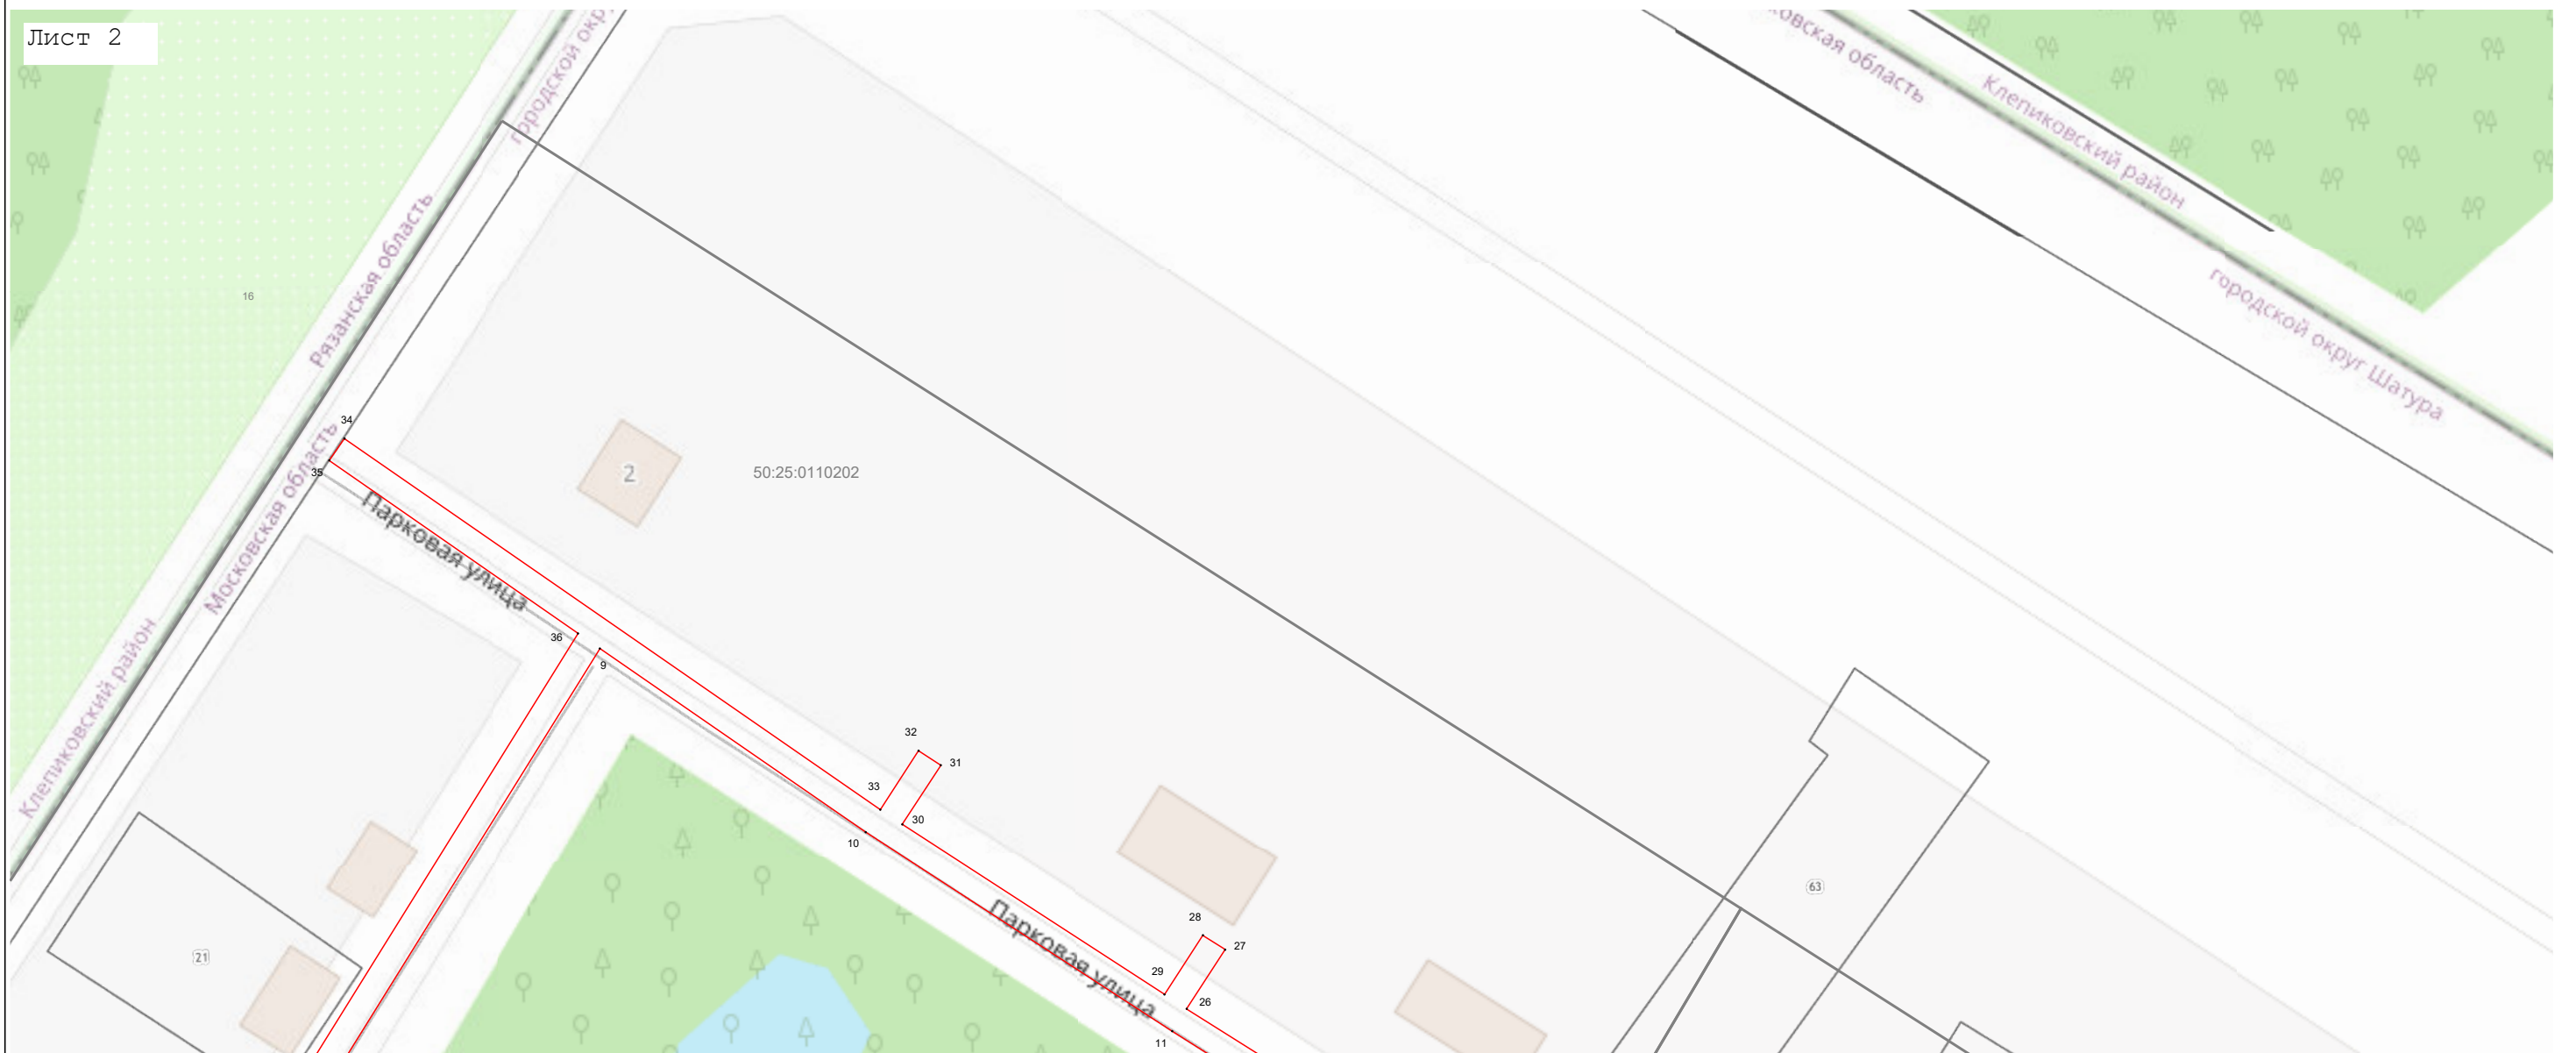 Лист 2
городской окр
ковская область
Клепиковский район
городской округ Шатура
Рязанская область
16
34
35
Московская область
2
50:25:0110202
Парковая улица
Клепиковский район
36
9
32
31
33
30
10
63
Парковая улица
28
27
21
29
26
11